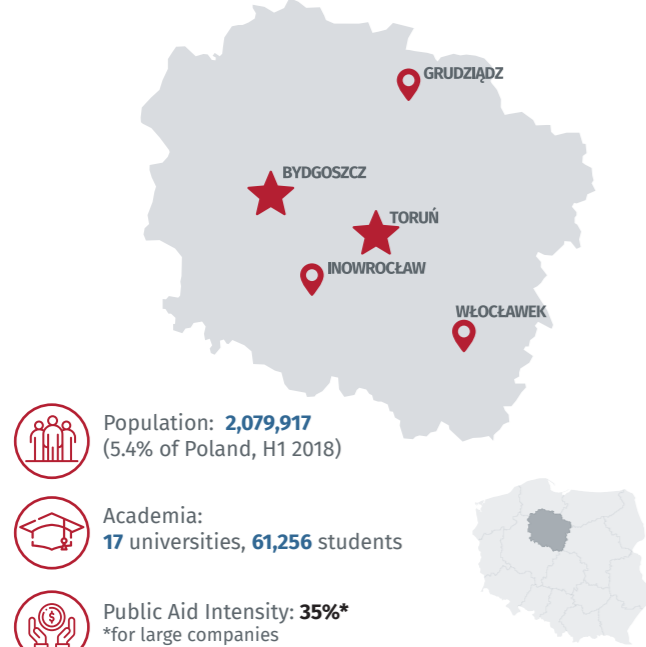 GRUDZIĄDZ
BYDGOSZCZ
TORUŃ
INOWROCŁAW
WŁOCŁAWEK
Population: 2,079,917
(5.4% of Poland, H1 2018)
Academia:
17 universities, 61,256 students
Public Aid Intensity: 35%*
*for large companies